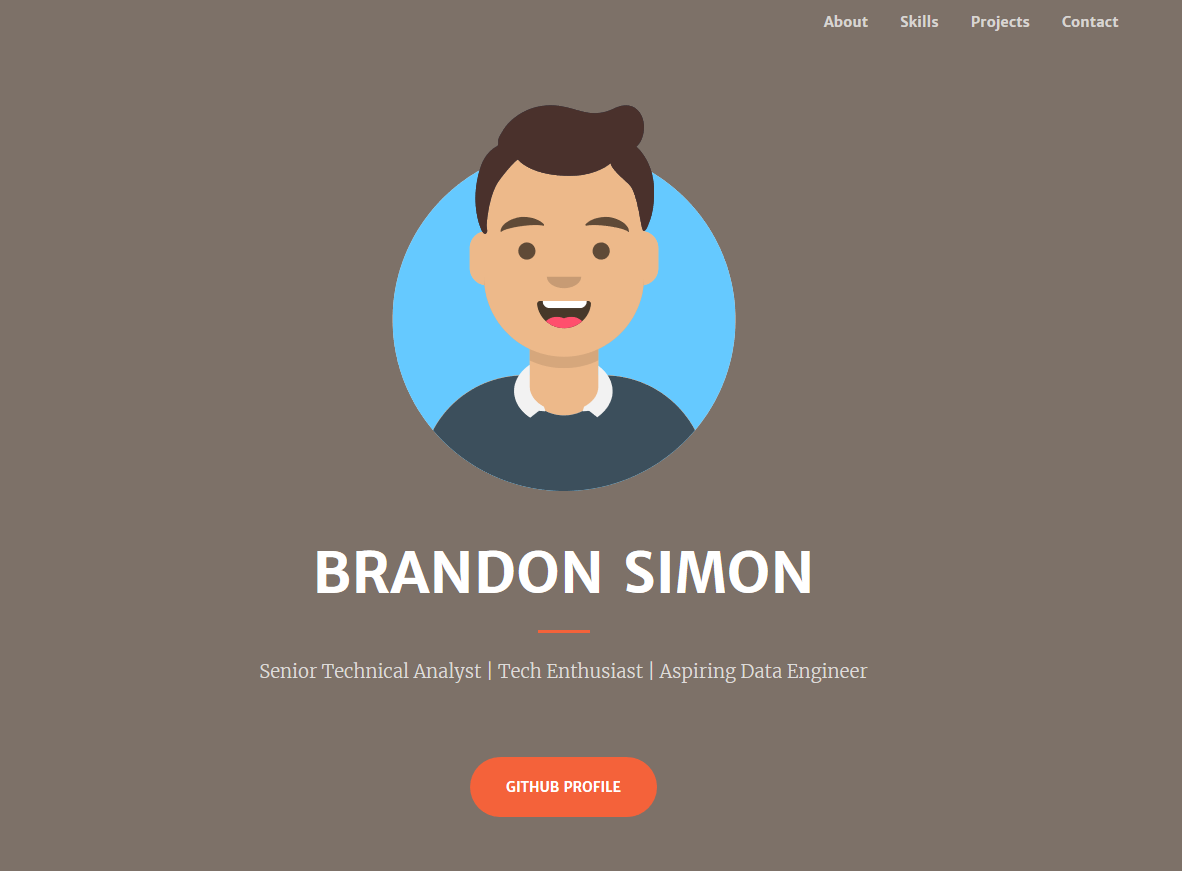 About Skills Projects Contact
BRANDON SIMON
Senior Technical Analyst | Tech Enthusiast | Aspiring Data Engineer
GITHUB PROFILE